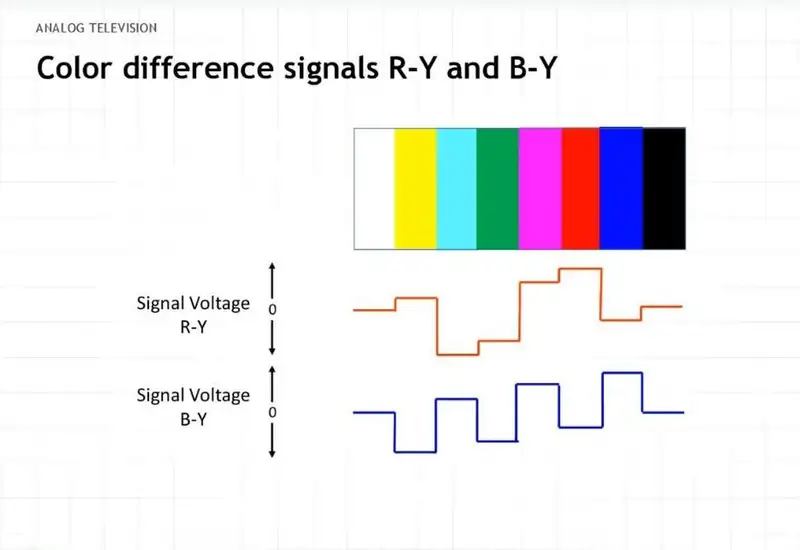 ANALOG TELEVISION
Color difference signals R-Y and B-Y
Signal Voltage
R-Y
0
Signal Voltage
B-Y
0